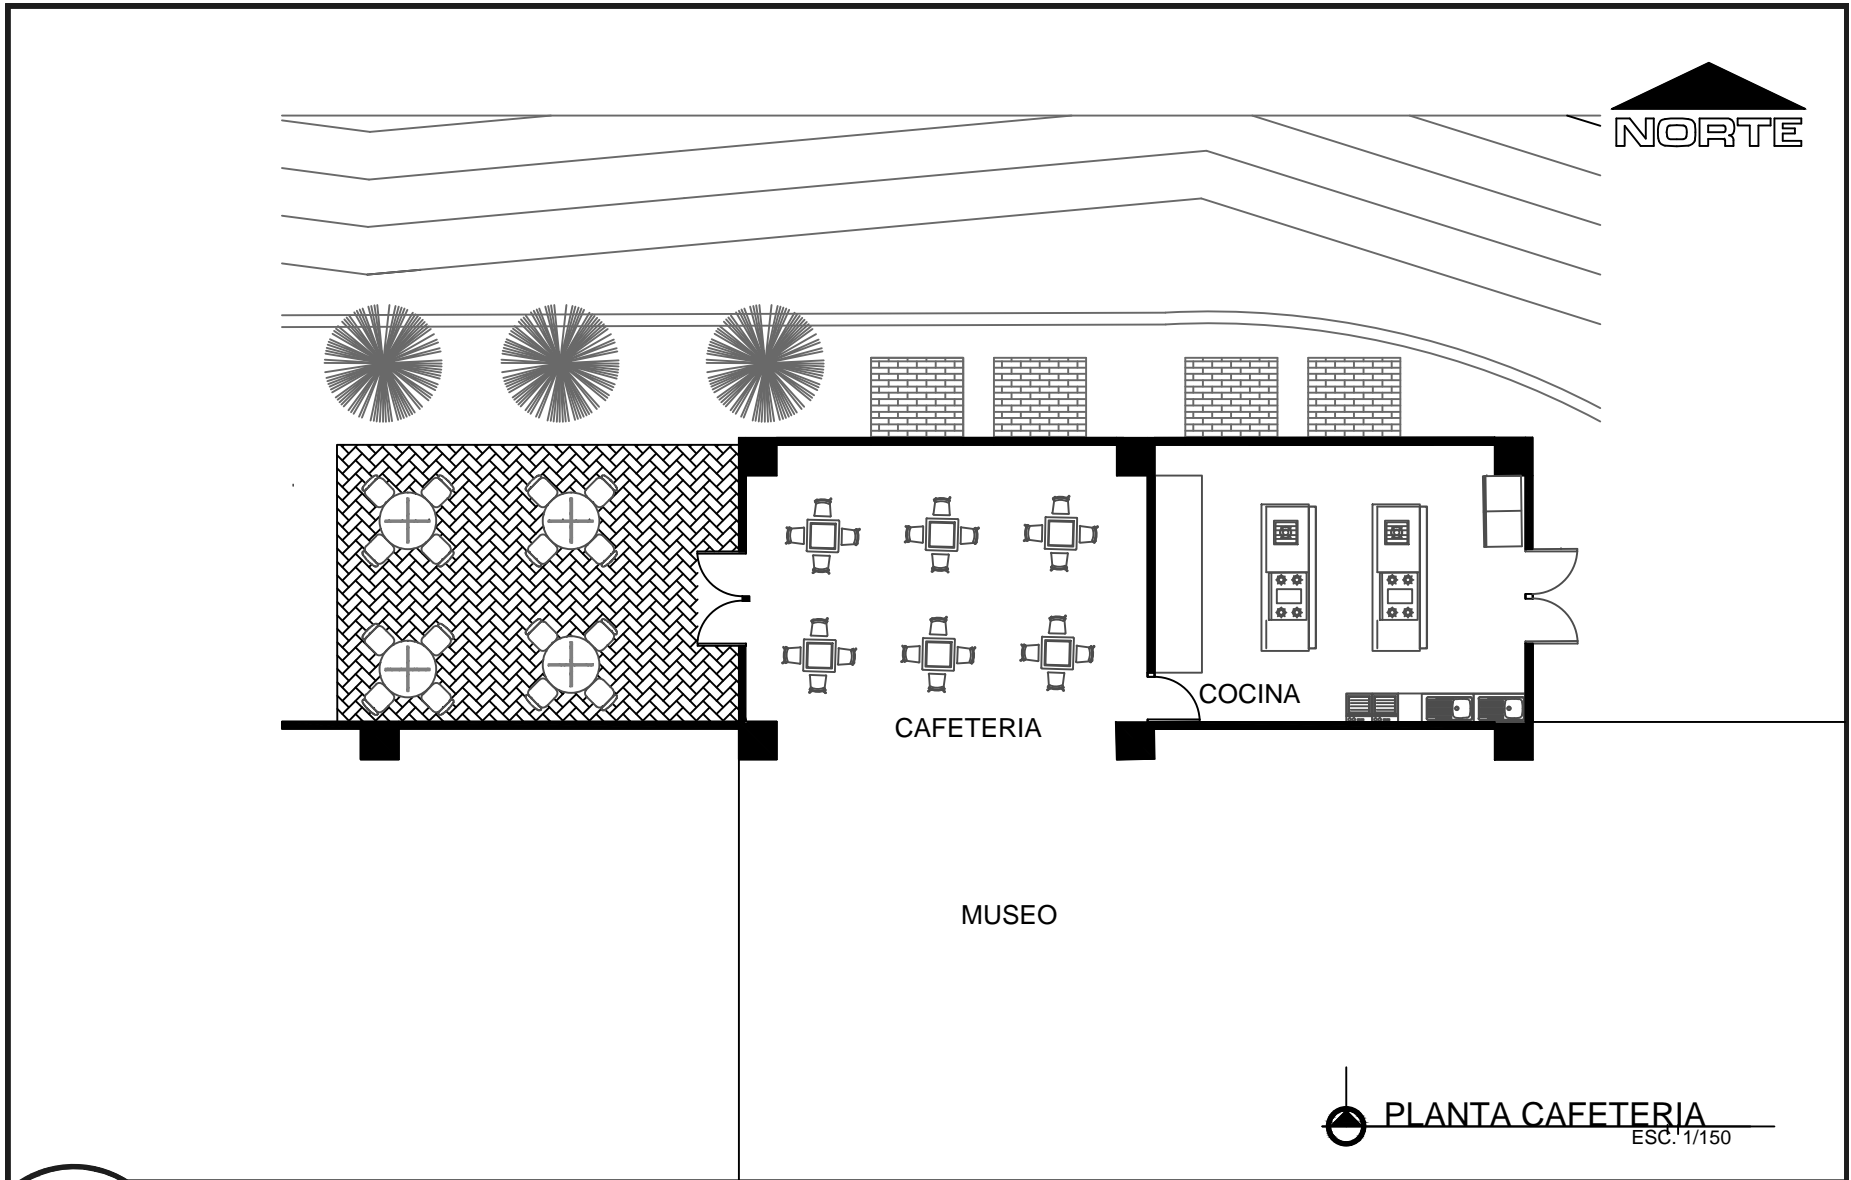 NORTE
COCINA
CAFETERIA
MUSEO
PLANTA CAFETERIA
ESC. 1/150